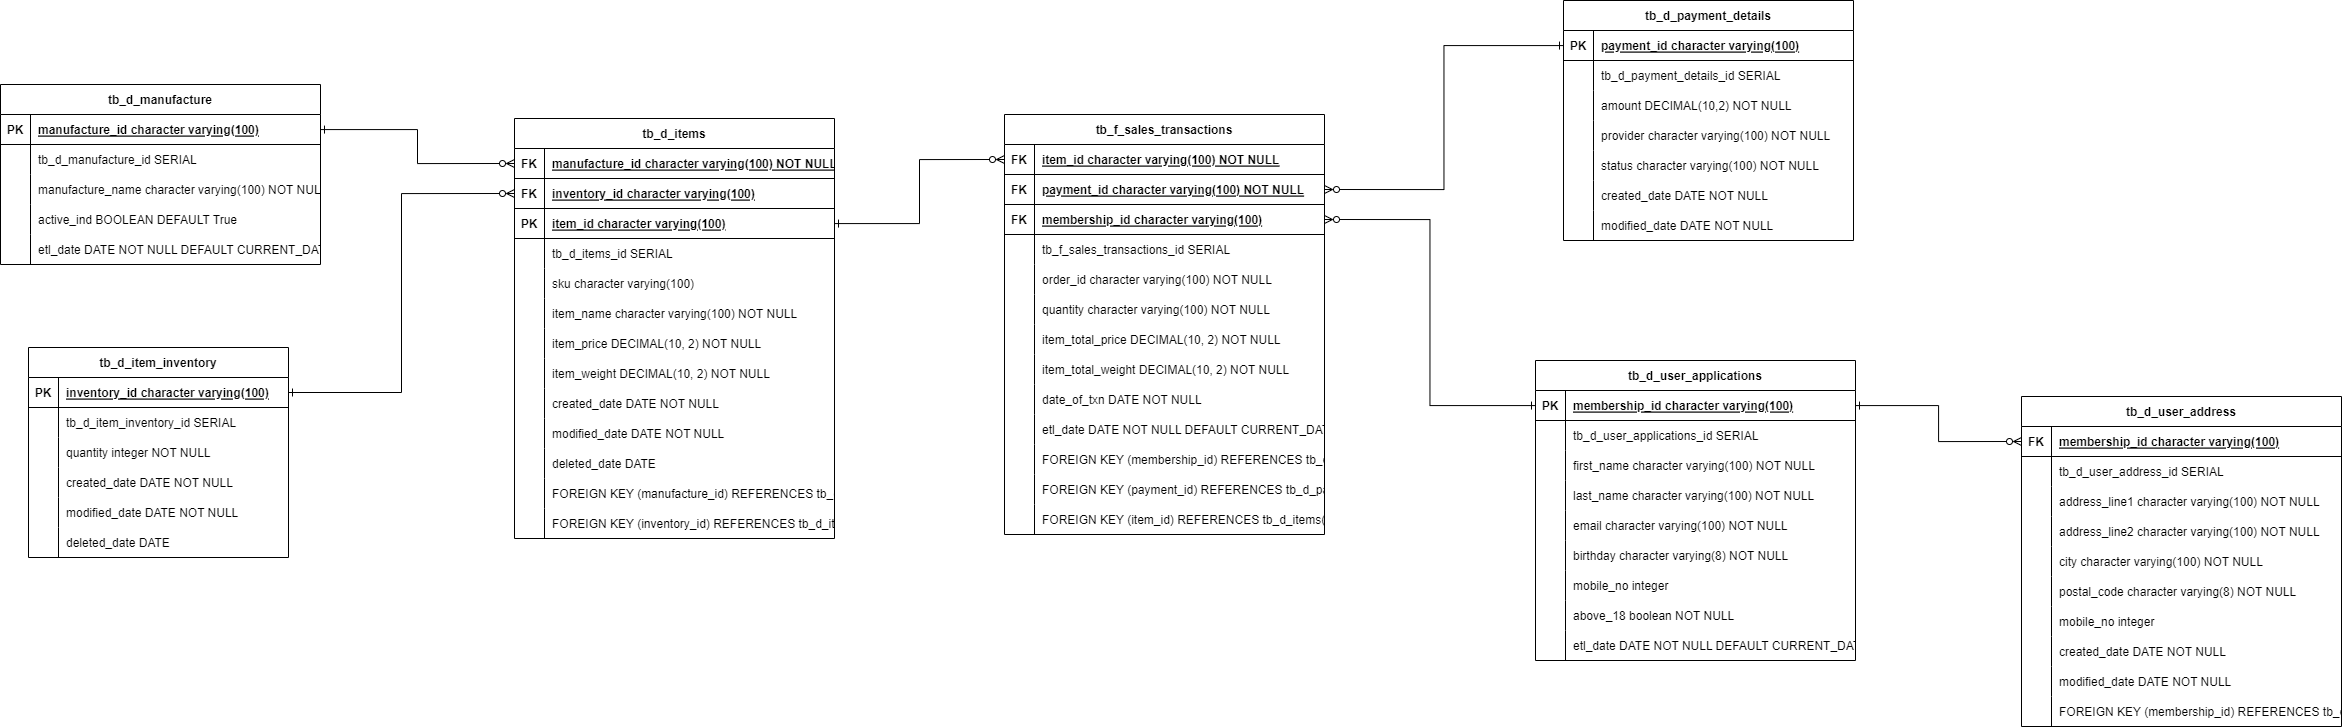 tb_d_manufacture
PK manufacture_id character varying(100)
tb_d_manufacture_id SERIAL
manufacture_name character varying(100) NOT NUL
active_ind BOOLEAN DEFAULT True
etl_date DATE NOT NULL DEFAULT
tb_d_item_inventory
PK inventory_id character varying(100)
tb_d_item_inventory_id SERIAL
quantity integer NOT NULL
created_date DATE NOT NULL
modified_date DATE NOT NULL
deleted_date DATE
tb_d_items
FK manufacture_id character varying(100) NOT NULL
FK inventory_id character varying(100)
PK item_id character varying(100)
tb_d_items_id SERIAL
sku character varying(100)
item_name character varying(100) NOT NULL
item_price DECIMAL(10, 2) NOT NULL
item_weight DECIMAL(10, 2) NOT NULL
created_date DATE NOT NULL
modified_date DATE NOT NULL
deleted_date DATE
FOREIGN KEY (manufacture_id) REFERENCES tb_
FOREIGN KEY (inventory_id) REFERENCES tb_d_it
tb_f_sales_transactions
FK item_id character varying(100) NOT NULL
FK payment_id character varying(100) NOT NULL
FK membership_id character varying(100)
tb_f_sales_transactions_id SERIAL
order_id character varying(100) NOT NULL
quantity character varying(100) NOT NULL
item_total_price DECIMAL(10, 2) NOT NULL
item_total_weight DECIMAL(10, 2) NOT NULL
date_of_txn DATE NOT NULL
etl_date DATE NOT NULL DEFAULT
FOREIGN KEY (membership_id) REFERENCES
FOREIGN KEY (payment_id) REFERENCES
FOREIGN KEY (item_id) REFERENCES tb_d_items(
tb_d_payment_details
PK payment_id character varying(100)
tb_d_payment_details_id SERIAL
amount DECIMAL(10,2) NOT NULL
provider character varying(100) NOT NULL
status character varying(100) NOT NULL
created_date DATE NOT NULL
modified_date DATE NOT NULL
tb_d_user_applications
PK membership_id character varying(100)
tb_d_user_applications_id SERIAL
first_name character varying(100) NOT NULL
last_name character varying(100) NOT NULL
email character varying(100) NOT NULL
birthday character varying(8) NOT NULL
mobile_no integer
above_18 boolean NOT NULL
etl_date DATE NOT NULL DEFAULT
tb_d_user_address
FK membership_id character varying(100)
tb_d_user_address_id SERIAL
address_line1 character varying(100) NOT NULL
address_line2 character varying(100) NOT NULL
city character varying(100) NOT NULL
postal_code character varying(8) NOT NULL
mobile_no integer
created_date DATE NOT NULL
modified_date DATE NOT NULL
FOREIGN KEY (membership_id) REFERENCES